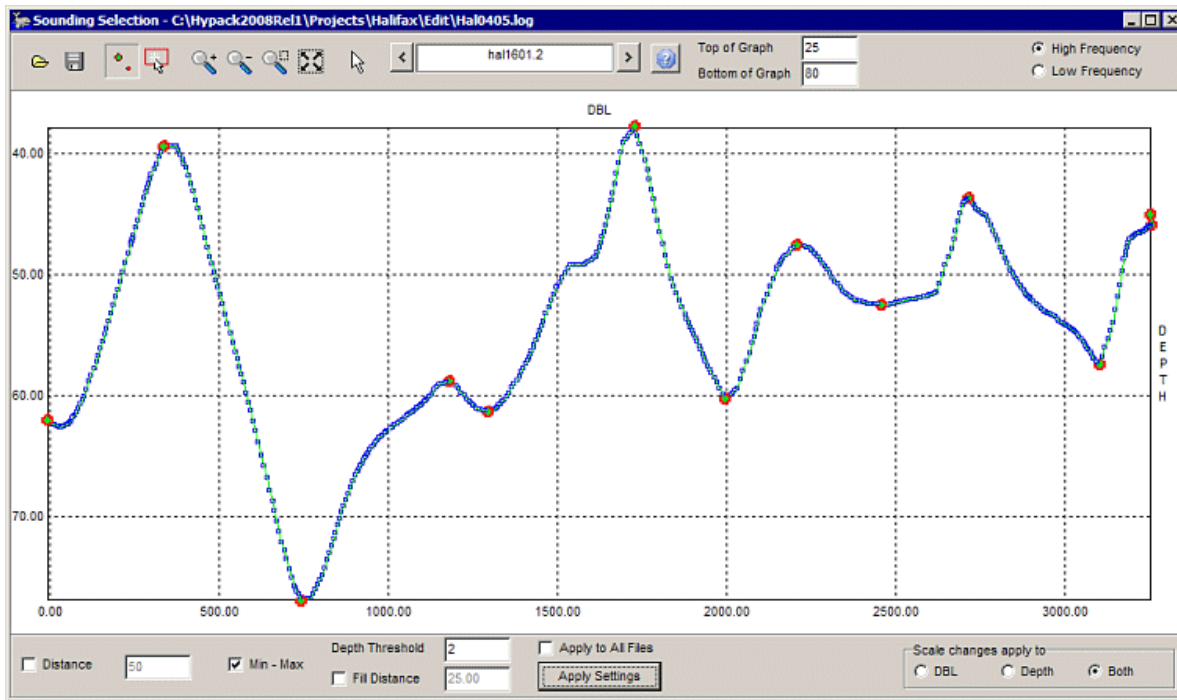 Sounding Selection - C:\Hypack2008Rel1\Projects\Halifax\Edit\Hal0405.log
< hal1601.2 >
Top of Graph 25
Bottom of Graph 80
High Frequency
Low Frequency
DBL
40.00
50.00
60.00
70.00
DEPTH
0.00 500.00 1000.00 1500.00 2000.00 2500.00 3000.00
Distance 50
Min - Max
Depth Threshold 2
Fill Distance 25.00
Apply to All Files
Apply Settings
Scale changes apply to
DBL Depth Both